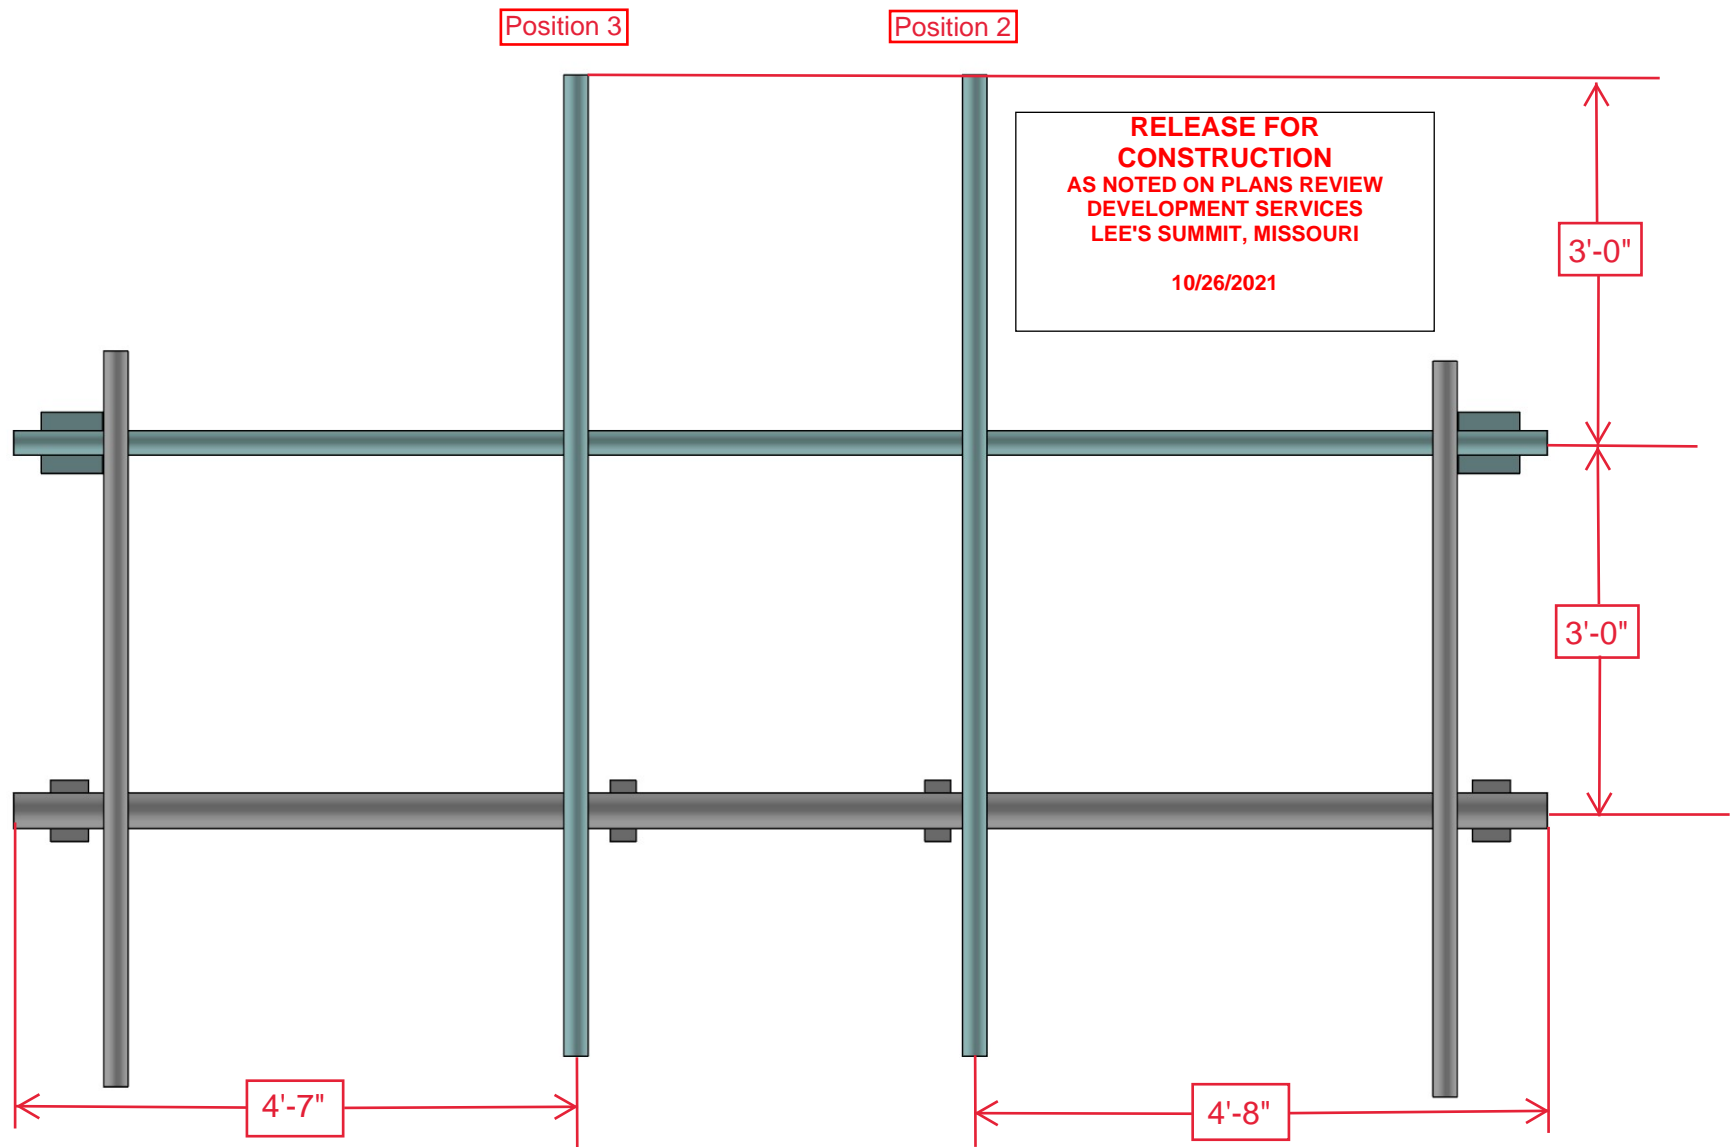 Position 3
Position 2
RELEASE FOR
CONSTRUCTION
AS NOTED ON PLANS REVIEW
DEVELOPMENT SERVICES
LEE'S SUMMIT, MISSOURI
10/26/2021
3'-0"
3'-0"
4'-7"
4'-8"